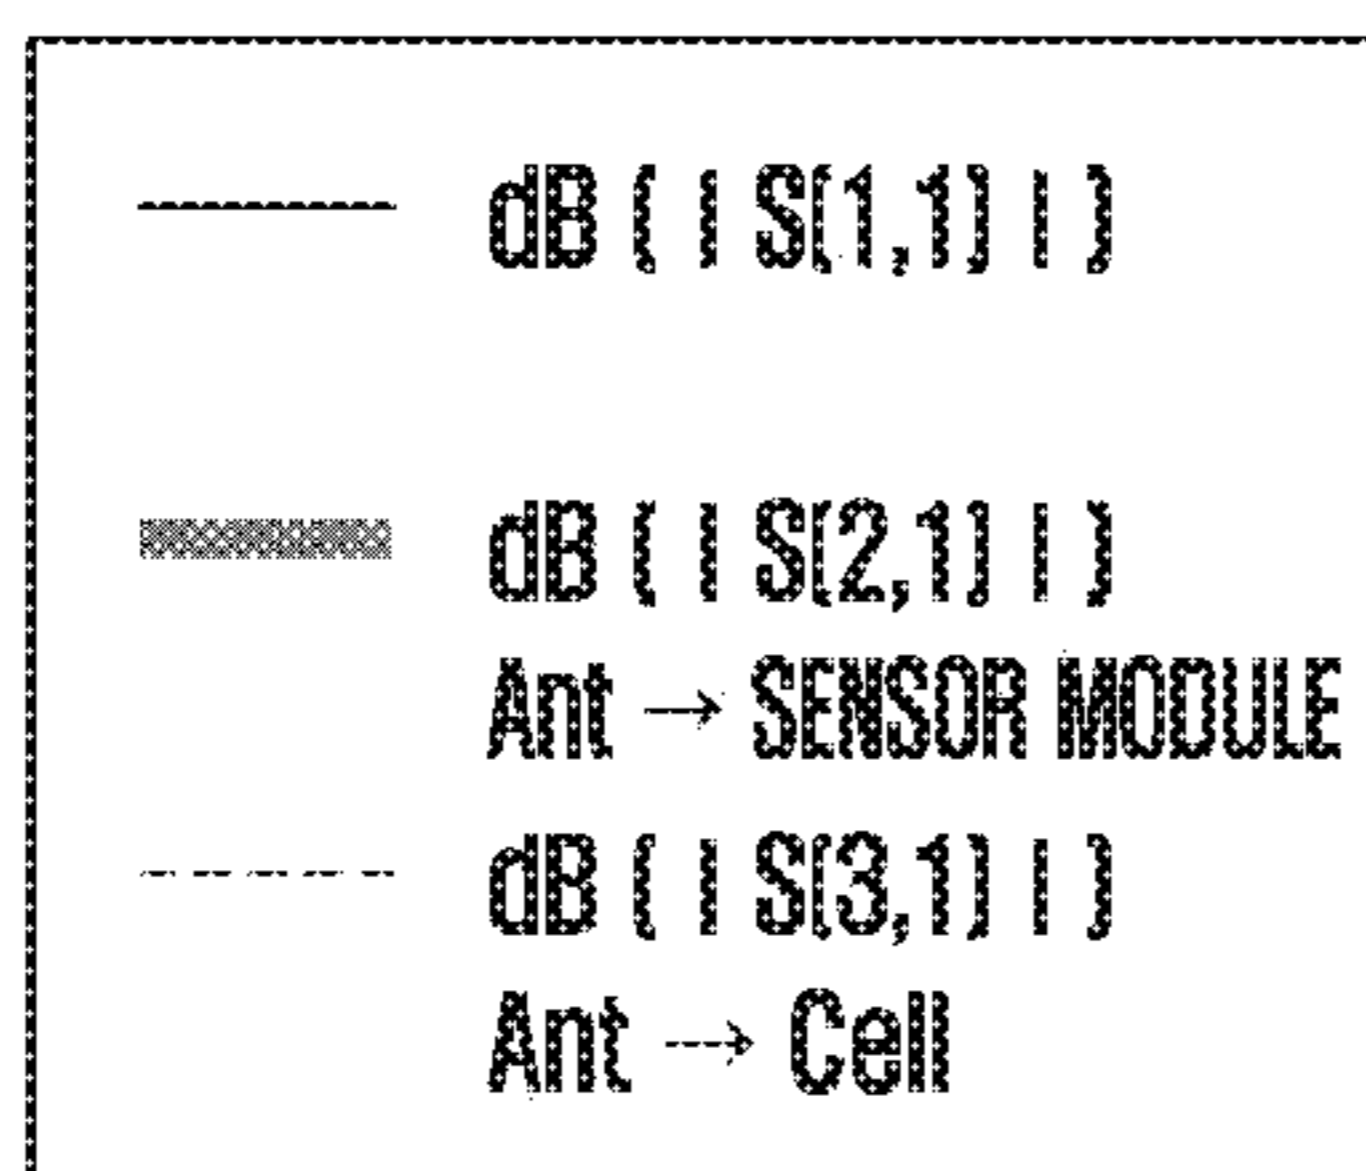 dB ( | S(1,1) | )
dB ( | S(2,1) | )
Ant → SENSOR MODULE
dB ( | S(3,1) | )
Ant → Cell